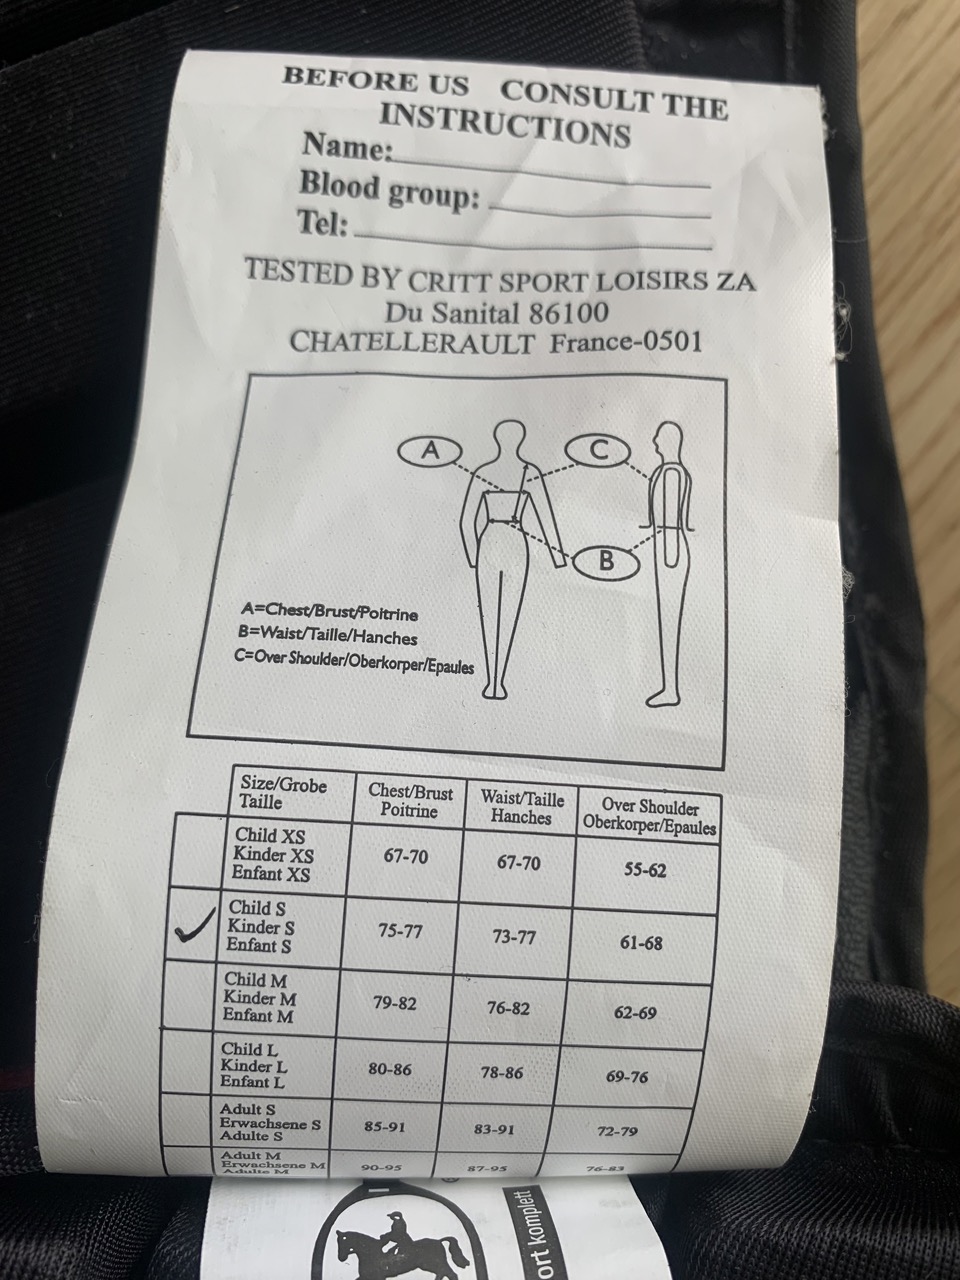 BEFORE US CONSULT THE
INSTRUCTIONS
Name:
Blood group:
Tel:
TESTED BY CRITT SPORT LOISIRS ZA
Du Sanital 86100
CHATELLERAULT France-0501
A
C
B
A=Chest/Brust/Poitrine
B=Waist/Taille/Hanches
C=Over Shoulder/Oberkorper/Epaules
Size/Grobe
Taille
Chest/Brust
Poitrine
Waist/Taille
Hanches
Over Shoulder
Oberkorper/Epaules
Child XS
Kinder XS
Enfant XS
67-70
67-70
55-62
Child S
Kinder S
Enfant S
75-77
73-77
61-68
Child M
Kinder M
Enfant M
79-82
76-82
62-69
Child L
Kinder L
Enfant L
80-86
78-86
69-76
Adult S
Erwachsene S
Adulte S
85-91
83-91
72-79
Adult M
Erwachsene M
Adulte M
90-95
87-95
76-83
ort komplett